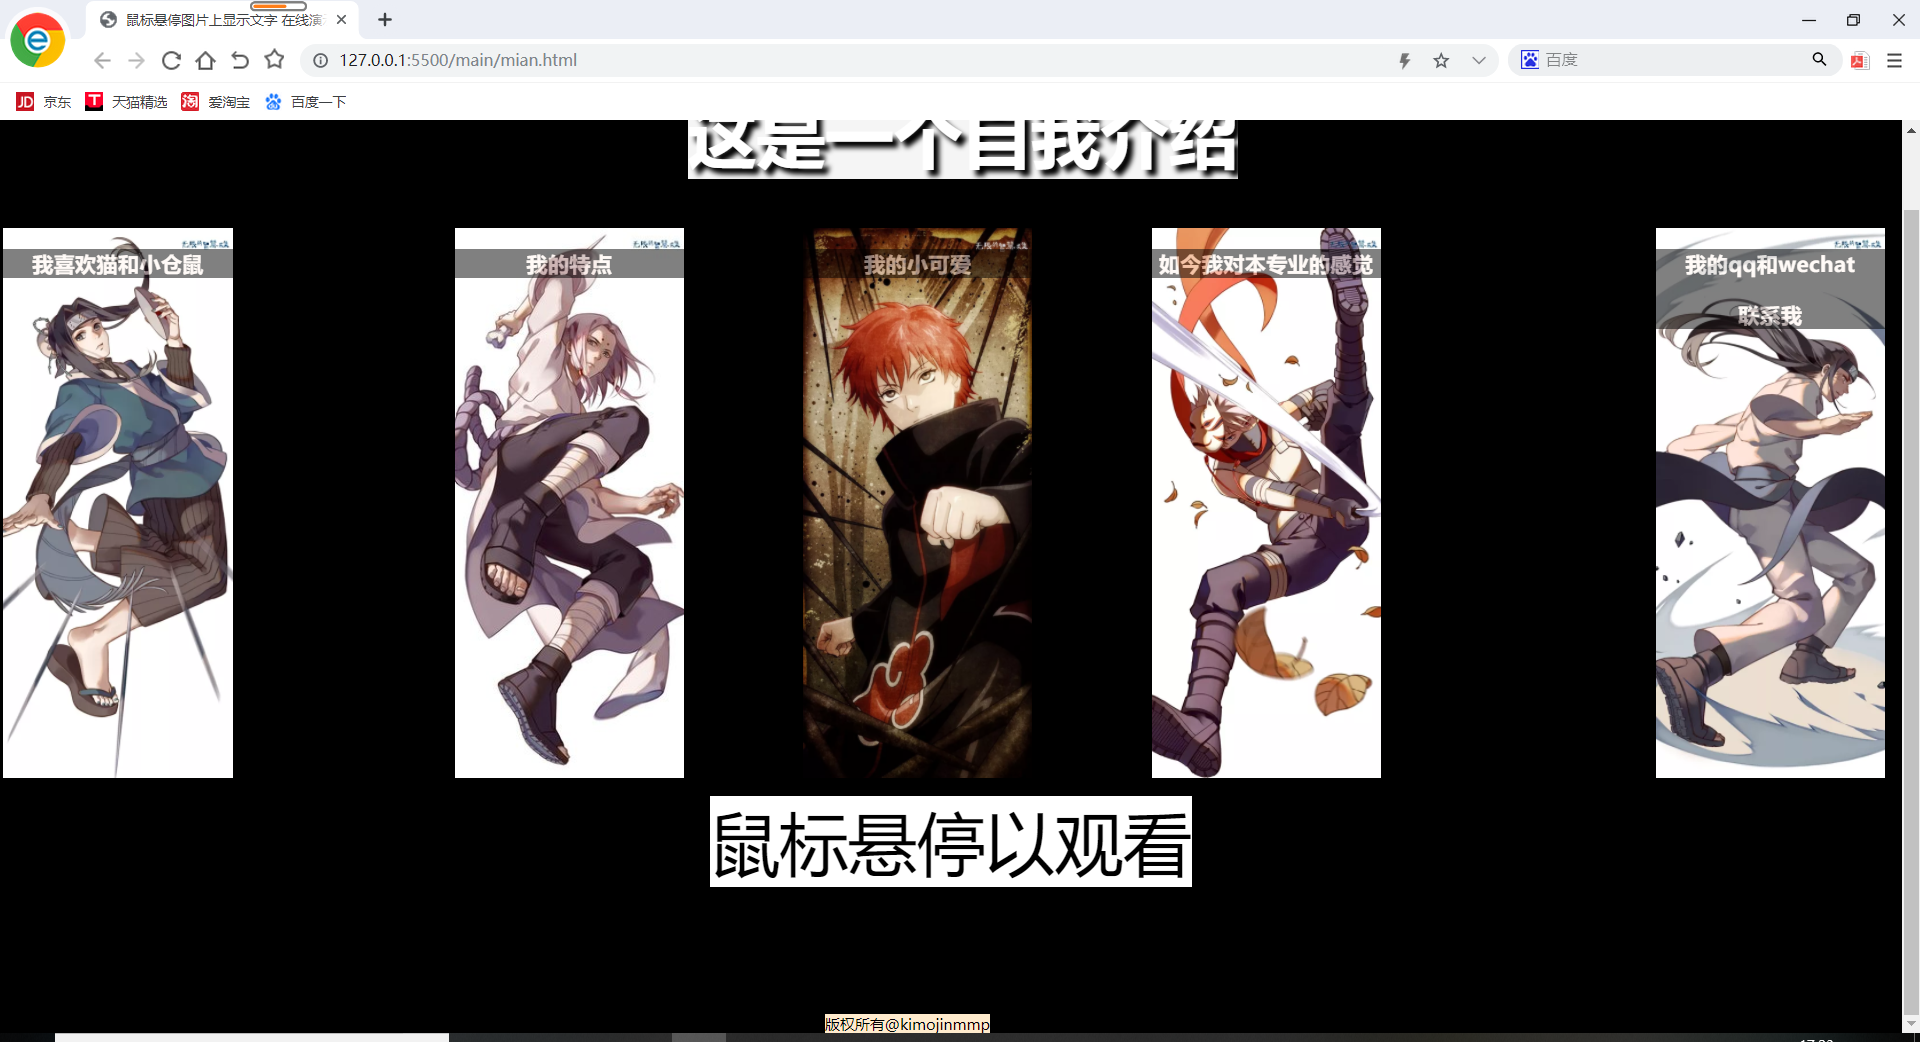 鼠标悬停图片上显示文字 在线演
127.0.0.1:5500/main/mian.html
百度
京东
天猫精选
爱淘宝
百度一下
这是一个自我介绍
我喜欢猫和小仓鼠
我的特点
我的小可爱
如今我对本专业的感觉
我的qq和wechat
联系我
鼠标悬停以观看
版权所有@kimojinmmp